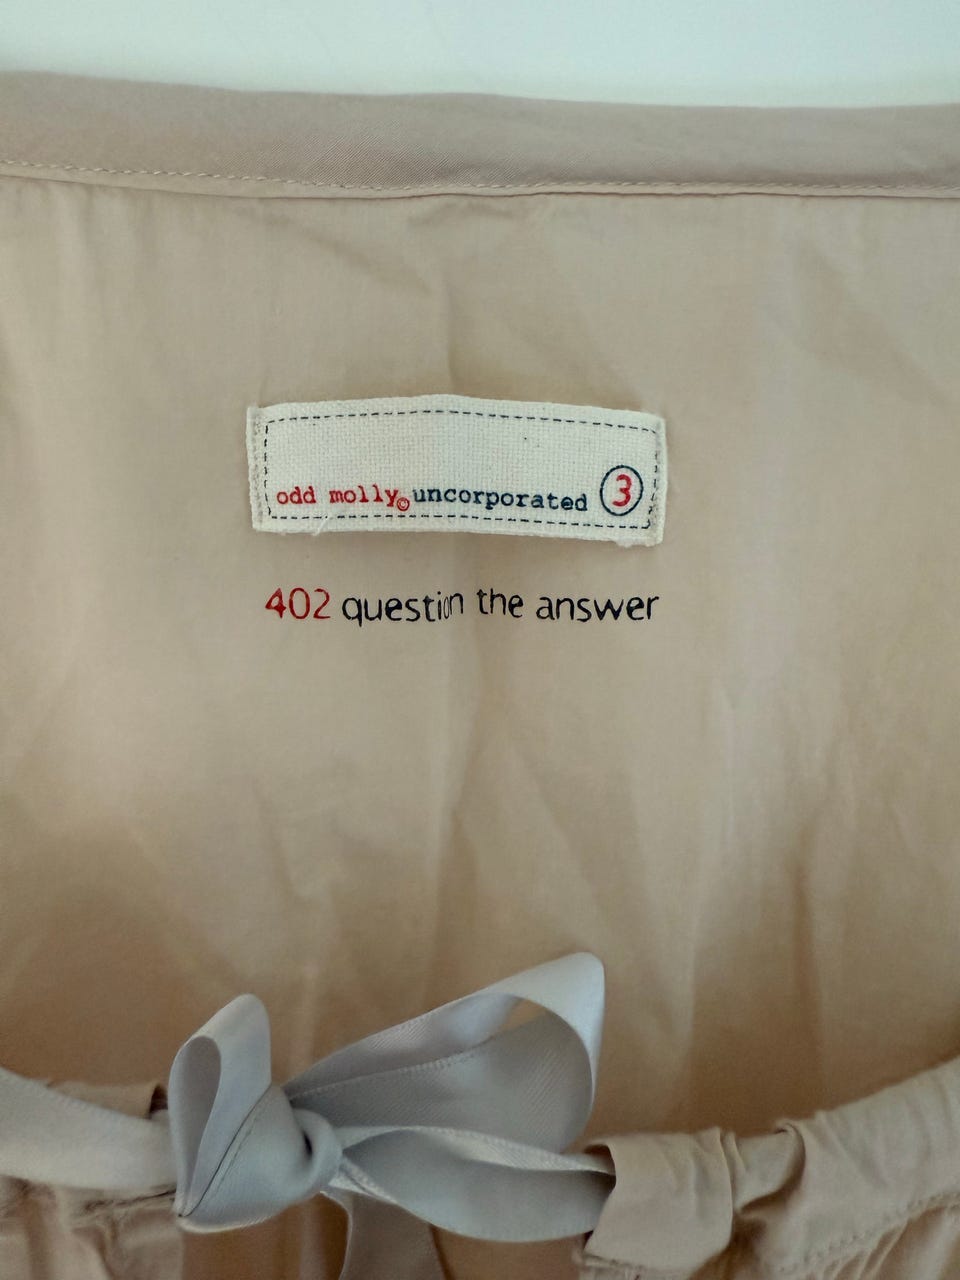 odd molly©uncorporated 3
402 question the answer